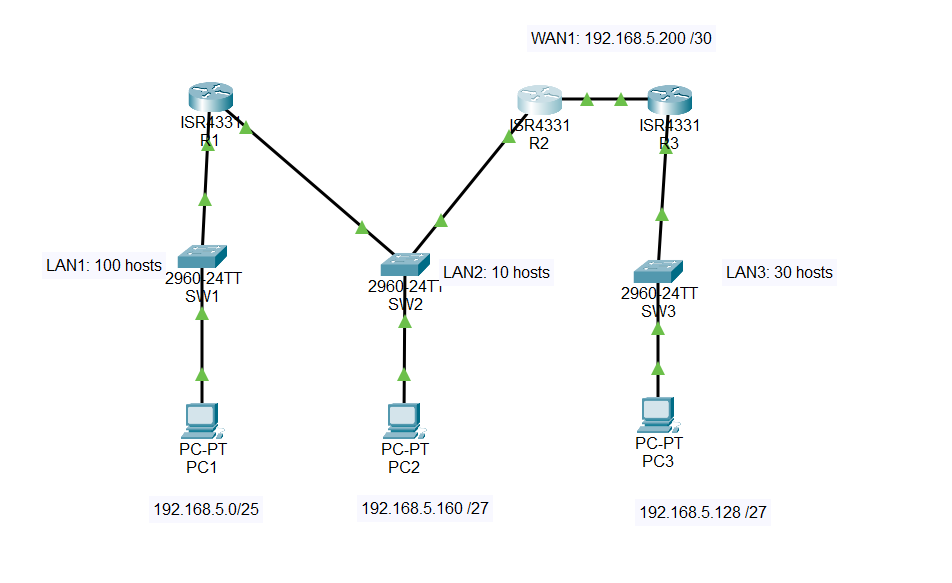 WAN1: 192.168.5.200 /30
ISR4331
R1
ISR4331
R2
ISR4331
R3
LAN1: 100 hosts
2960-24TT
SW1
2960-24TT
SW2
LAN2: 10 hosts
2960-24TT
SW3
LAN3: 30 hosts
PC-PT
PC1
PC-PT
PC2
PC-PT
PC3
192.168.5.0/25
192.168.5.160 /27
192.168.5.128 /27